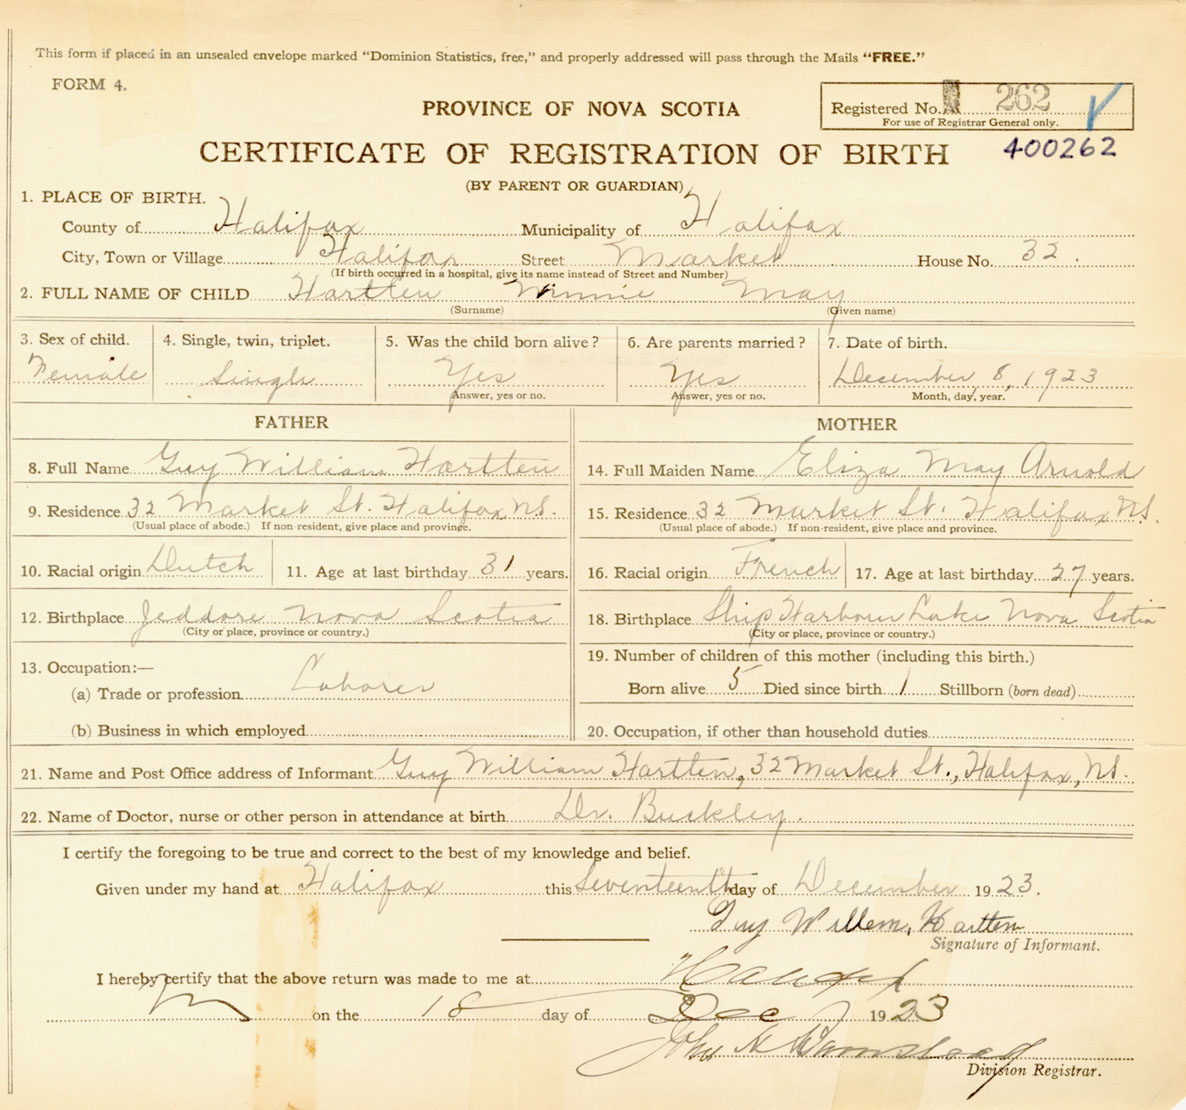 This form if placed in an unsealed envelope marked "Dominion Statistics, free," and properly addressed will pass through the Mails "FREE."
FORM 4.
Registered No. 262
For use of Registrar General only.
PROVINCE OF NOVA SCOTIA
400262
CERTIFICATE OF REGISTRATION OF BIRTH
(BY PARENT OR GUARDIAN)
1. PLACE OF BIRTH.
County of Halifax Municipality of Halifax
City, Town or Village Halifax Street Market House No. 32.
(If birth occurred in a hospital, give its name instead of Street and Number)
2. FULL NAME OF CHILD Hartten Winnie May
(Surname) (Given name)
3. Sex of child. 4. Single, twin, triplet. 5. Was the child born alive? 6. Are parents married? 7. Date of birth.
Female Single Yes Yes December, 8, 1923
Answer, yes or no. Answer, yes or no. Month, day, year.
FATHER MOTHER
8. Full Name Guy William Hartten 14. Full Maiden Name Eliza May Arnold
9. Residence 32 Market St. Halifax N.S. 15. Residence 32 Market St. Halifax N.S.
(Usual place of abode.) If non-resident, give place and province. (Usual place of abode.) If non-resident, give place and province.
10. Racial origin Dutch 11. Age at last birthday 31 years. 16. Racial origin French 17. Age at last birthday 27 years.
12. Birthplace Jeddore Nova Scotia 18. Birthplace Ship Harbour Lake Nova Scotia
(City or place, province or country.) (City or place, province or country.)
13. Occupation:— 19. Number of children of this mother (including this birth.)
(a) Trade or profession Laborer Born alive 5 Died since birth 1 Stillborn (born dead)
(b) Business in which employed 20. Occupation, if other than household duties
21. Name and Post Office address of Informant Guy William Hartten, 32 Market St., Halifax, N.S.
22. Name of Doctor, nurse or other person in attendance at birth Dr. Buckley.
I certify the foregoing to be true and correct to the best of my knowledge and belief.
Given under my hand at Halifax this Seventeenth day of December 1923.
Guy Willem Hartten
Signature of Informant.
I hereby certify that the above return was made to me at Halifax
on the 18 day of Dec 1923
John A
Division Registrar.